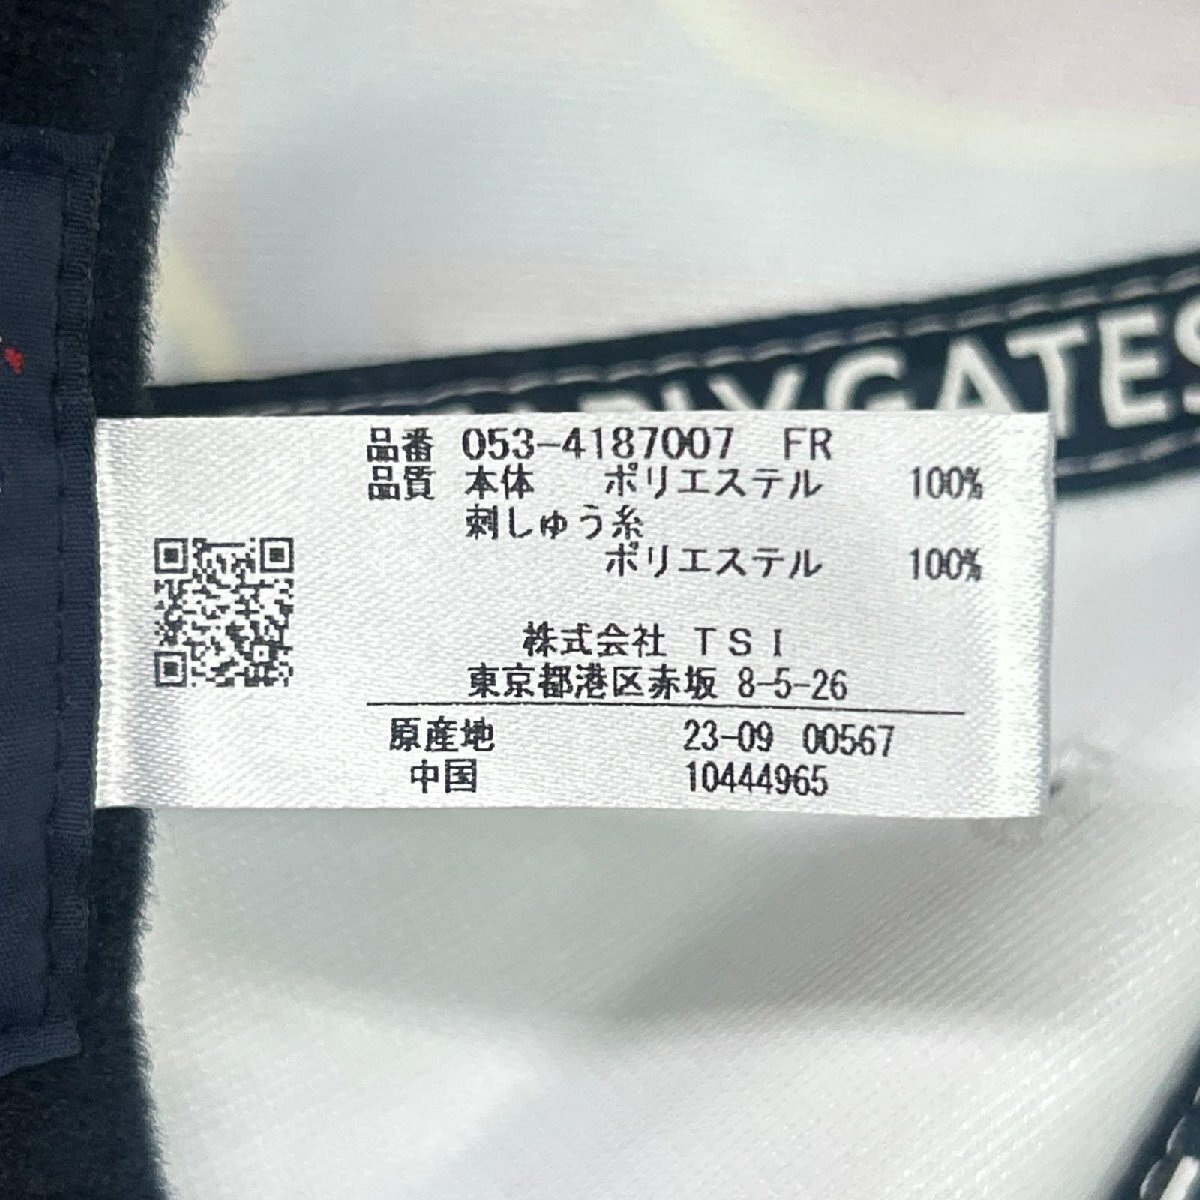 PEARLYGATES
品番 053-4187007 FR
品質 本体 ポリエステル 100%
刺しゅう糸
ポリエステル 100%
株式会社 TSI
東京都港区赤坂 8-5-26
原産地 23-09 00567
中国 10444965